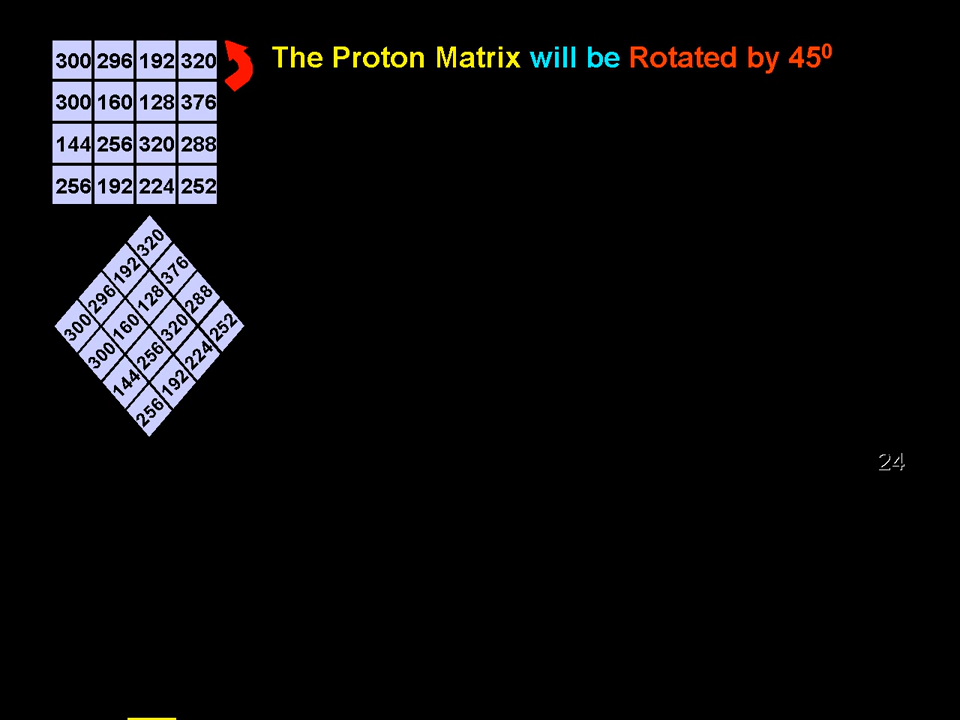 The Proton Matrix will be Rotated by 45⁰
300 296 192 320
300 160 128 376
144 256 320 288
256 192 224 252
300 296 192 320
300 160 128 376
144 256 320 288
256 192 224 252
24